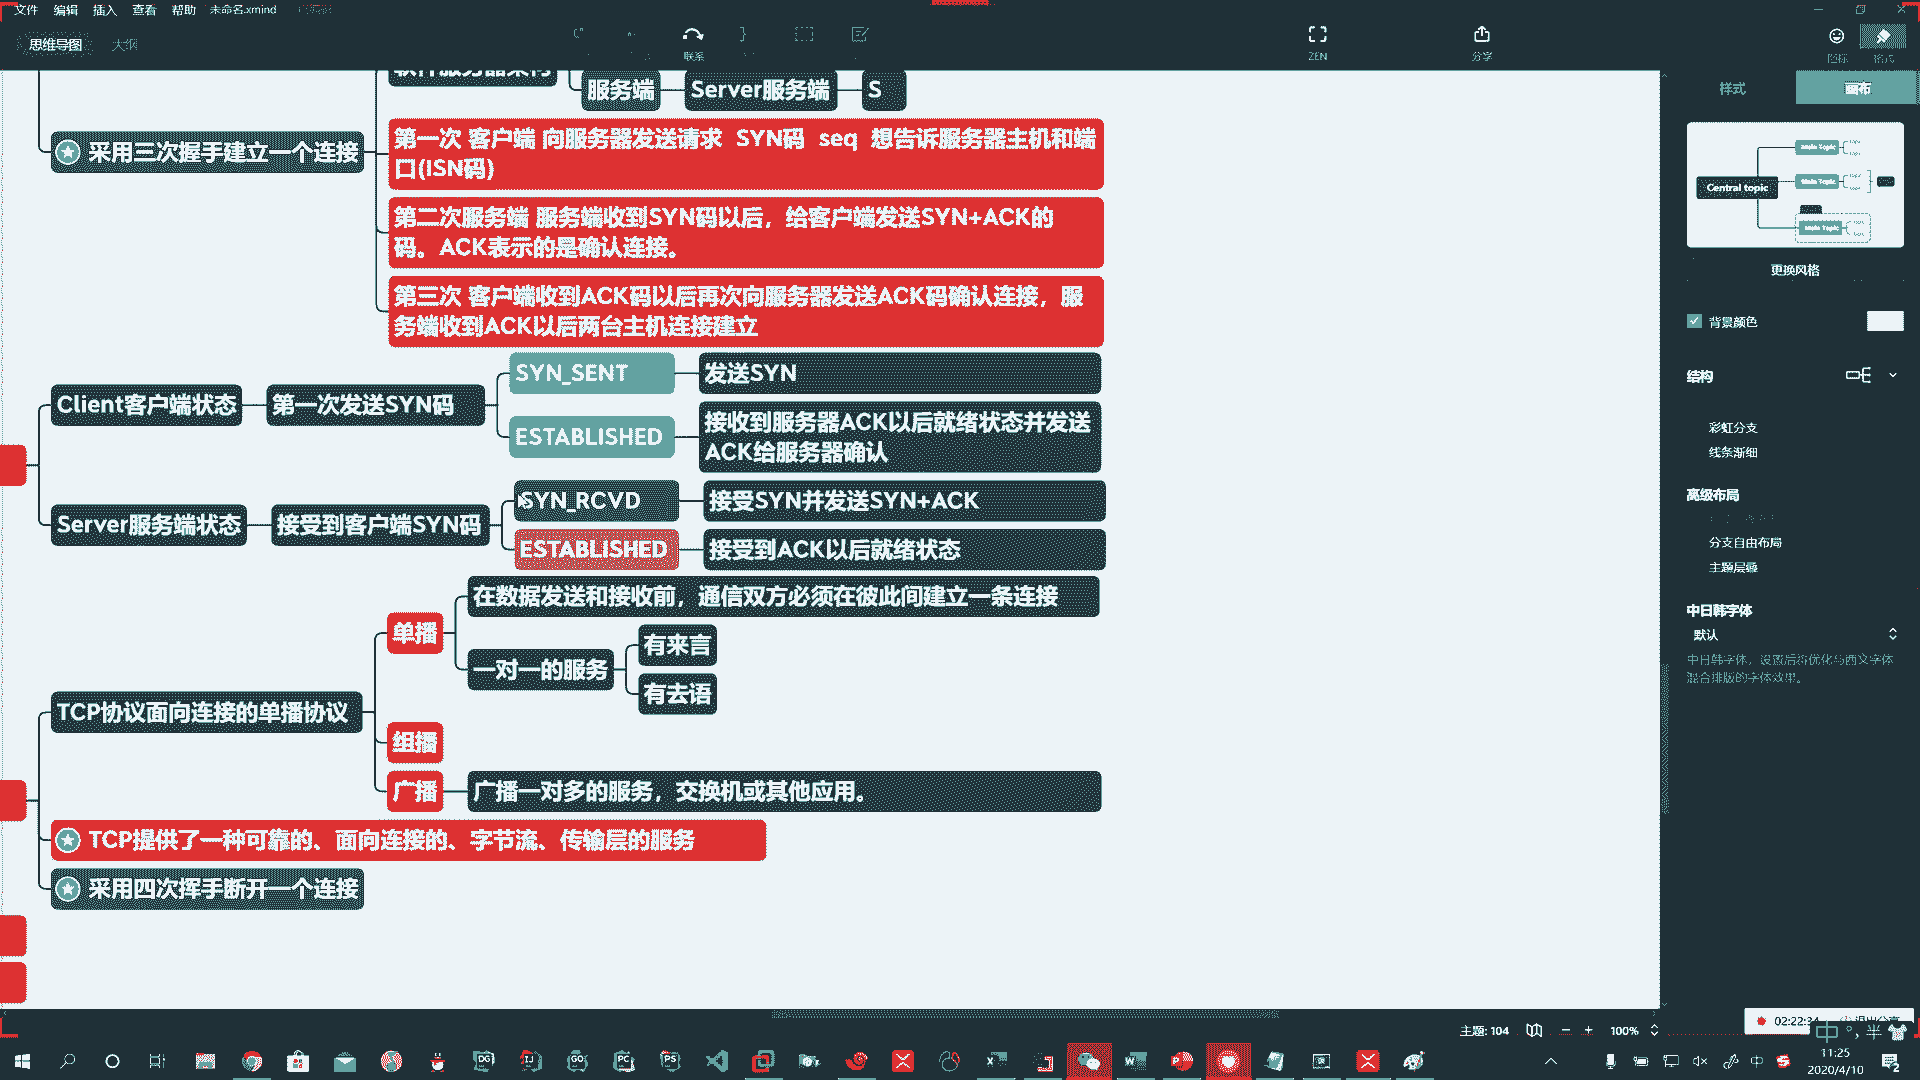 文件 编辑 插入 查看 帮助 未命名.xmind
思维导图 大纲
联系
ZEN
分享
图标 格式
样式 画布
服务端 Server服务端 S
采用三次握手建立一个连接
第一次 客户端 向服务器发送请求 SYN码 seq 想告诉服务器主机和端
口(ISN码)
第二次服务端 服务端收到SYN码以后，给客户端发送SYN+ACK的
码。ACK表示的是确认连接。
第三次 客户端收到ACK码以后再次向服务器发送ACK码确认连接，服
务端收到ACK以后两台主机连接建立
Client客户端状态 第一次发送SYN码
SYN_SENT 发送SYN
ESTABLISHED 接收到服务器ACK以后就绪状态并发送
ACK给服务器确认
Server服务端状态 接受到客户端SYN码
SYN_RCVD 接受SYN并发送SYN+ACK
ESTABLISHED 接受到ACK以后就绪状态
TCP协议面向连接的单播协议
单播
在数据发送和接收前，通信双方必须在彼此间建立一条连接
一对一的服务
有来言
有去语
组播
广播 广播一对多的服务，交换机或其他应用。
TCP提供了一种可靠的、面向连接的、字节流、传输层的服务
采用四次挥手断开一个连接
Central topic
更换风格
背景颜色
结构
彩虹分支
线条渐细
高级布局
分支自由布局
主题层叠
中日韩字体
默认
中日韩字体，设置后将优化与西文字体
混合排版的字体效果。
主题: 104 100%
02:22:34
中 半
11:25
2020/4/10